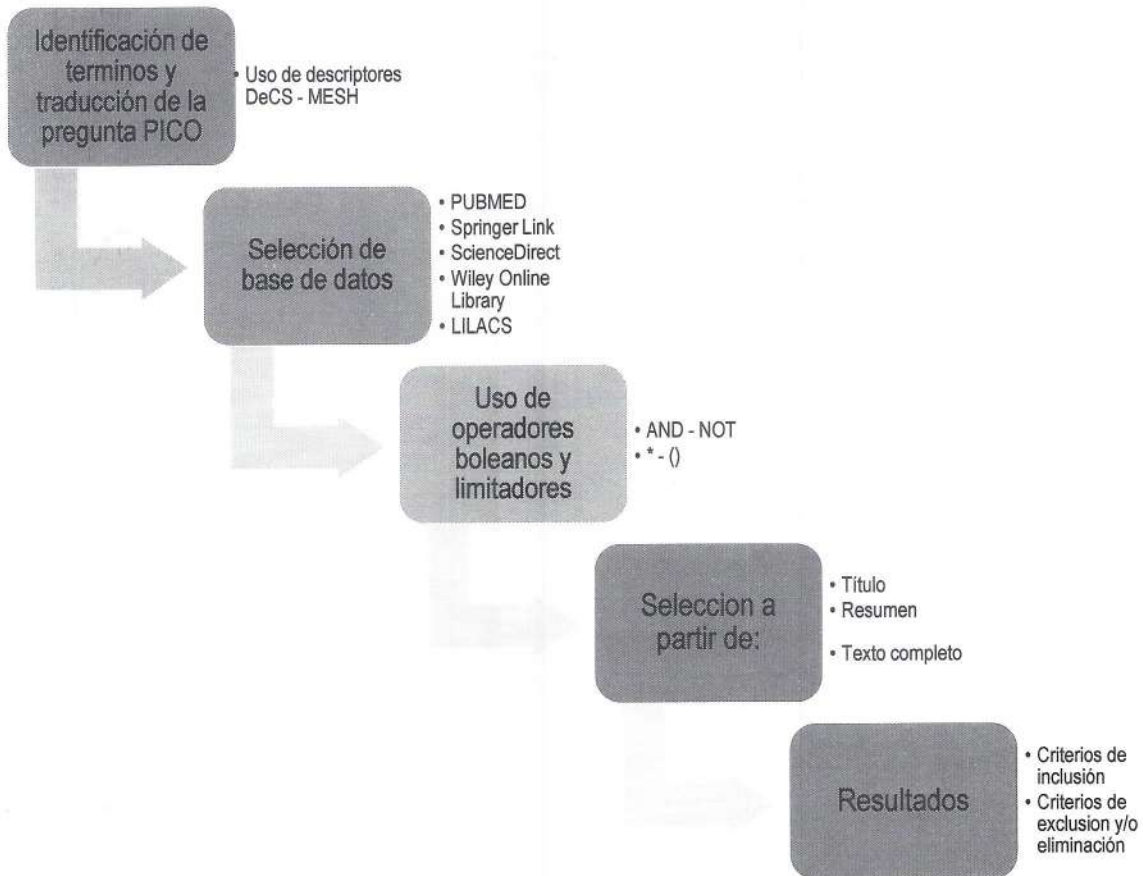 Identificación de
terminos y
traducción de la
pregunta PICO
• Uso de descriptores
DeCS - MESH
Selección de
base de datos
• PUBMED
• Springer Link
• ScienceDirect
• Wiley Online
Library
• LILACS
Uso de
operadores
boleanos y
limitadores
• AND - NOT
• * - ()
Seleccion a
partir de:
• Título
• Resumen
• Texto completo
Resultados
• Criterios de
inclusión
• Criterios de
exclusion y/o
eliminación